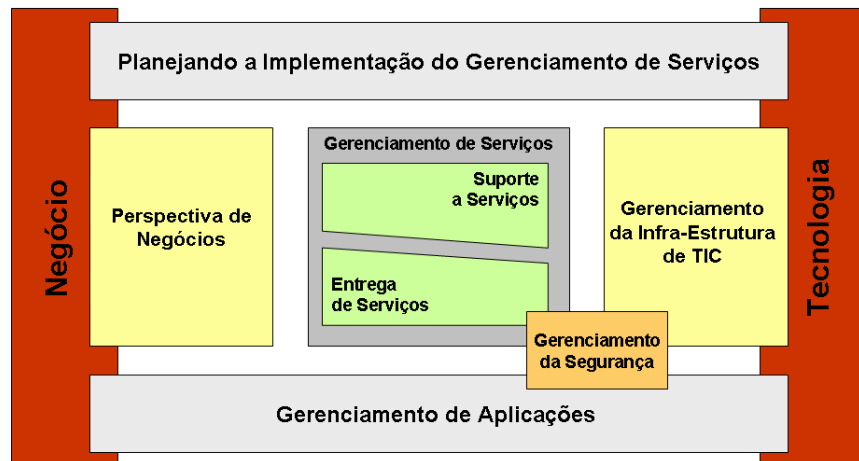 Planejando a Implementação do Gerenciamento de Serviços
Negócio
Perspectiva de
Negócios
Gerenciamento de Serviços
Suporte
a Serviços
Entrega
de Serviços
Gerenciamento
da Infra-Estrutura
de TIC
Tecnologia
Gerenciamento
da Segurança
Gerenciamento de Aplicações